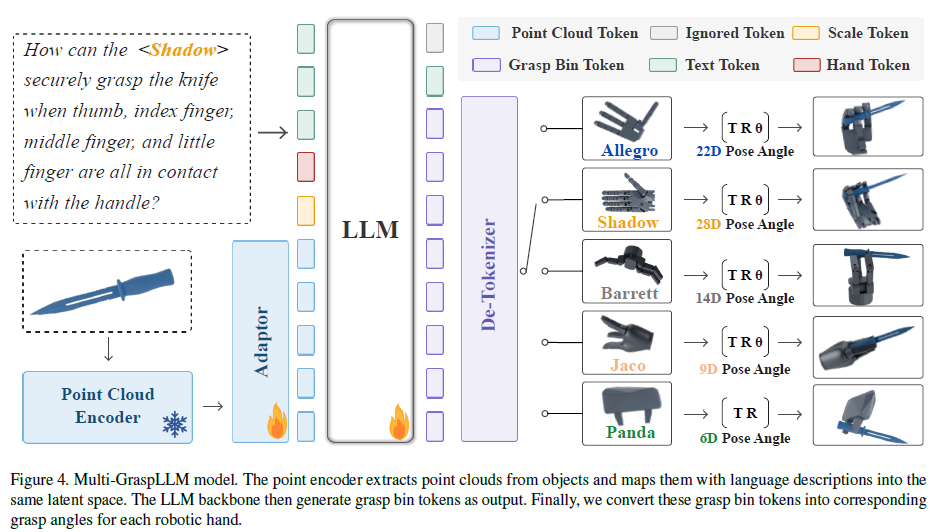 How can the <Shadow>
securely grasp the knife
when thumb, index finger,
middle finger, and little
finger are all in contact
with the handle?
Point Cloud
Encoder
Adaptor
LLM
Point Cloud Token
Ignored Token
Scale Token
Grasp Bin Token
Text Token
Hand Token
De-Tokenizer
Allegro
T R θ
22D Pose Angle
Shadow
T R θ
28D Pose Angle
Barrett
T R θ
14D Pose Angle
Jaco
T R θ
9D Pose Angle
Panda
T R
6D Pose Angle
Figure 4. Multi-GraspLLM model. The point encoder extracts point clouds from objects and maps them with language descriptions into the
same latent space. The LLM backbone then generate grasp bin tokens as output. Finally, we convert these grasp bin tokens into corresponding
grasp angles for each robotic hand.